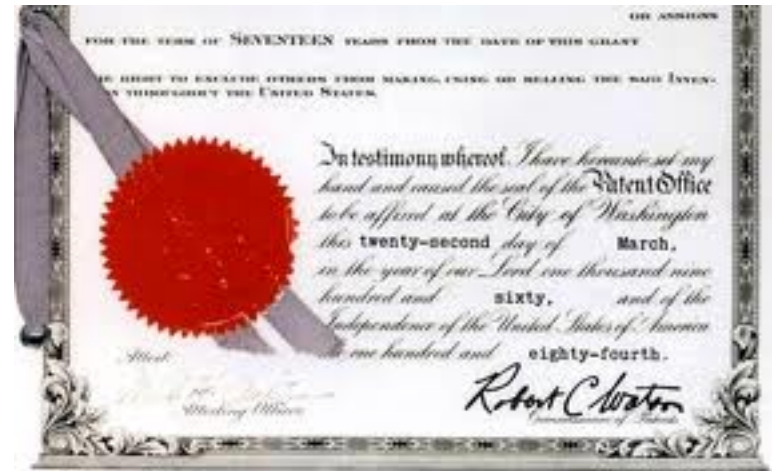 OR ASSIGNS
FOR THE TERM OF SEVENTEEN YEARS FROM THE DATE OF THIS GRANT
E RIGHT TO EXCLUDE OTHERS FROM MAKING, USING OR SELLING THE SAID INVEN-
N THROUGHOUT THE UNITED STATES.
In testimony whereof, I have hereunto set my
hand and caused the seal of the Patent Office
to be affixed at the City of Washington
this twenty-second day of March,
in the year of our Lord one thousand nine
hundred and sixty, and of the
Independence of the United States of America
one hundred and eighty-fourth.
Attest:
Robert C Watson
Attesting Officer. Commissioner of Patents.